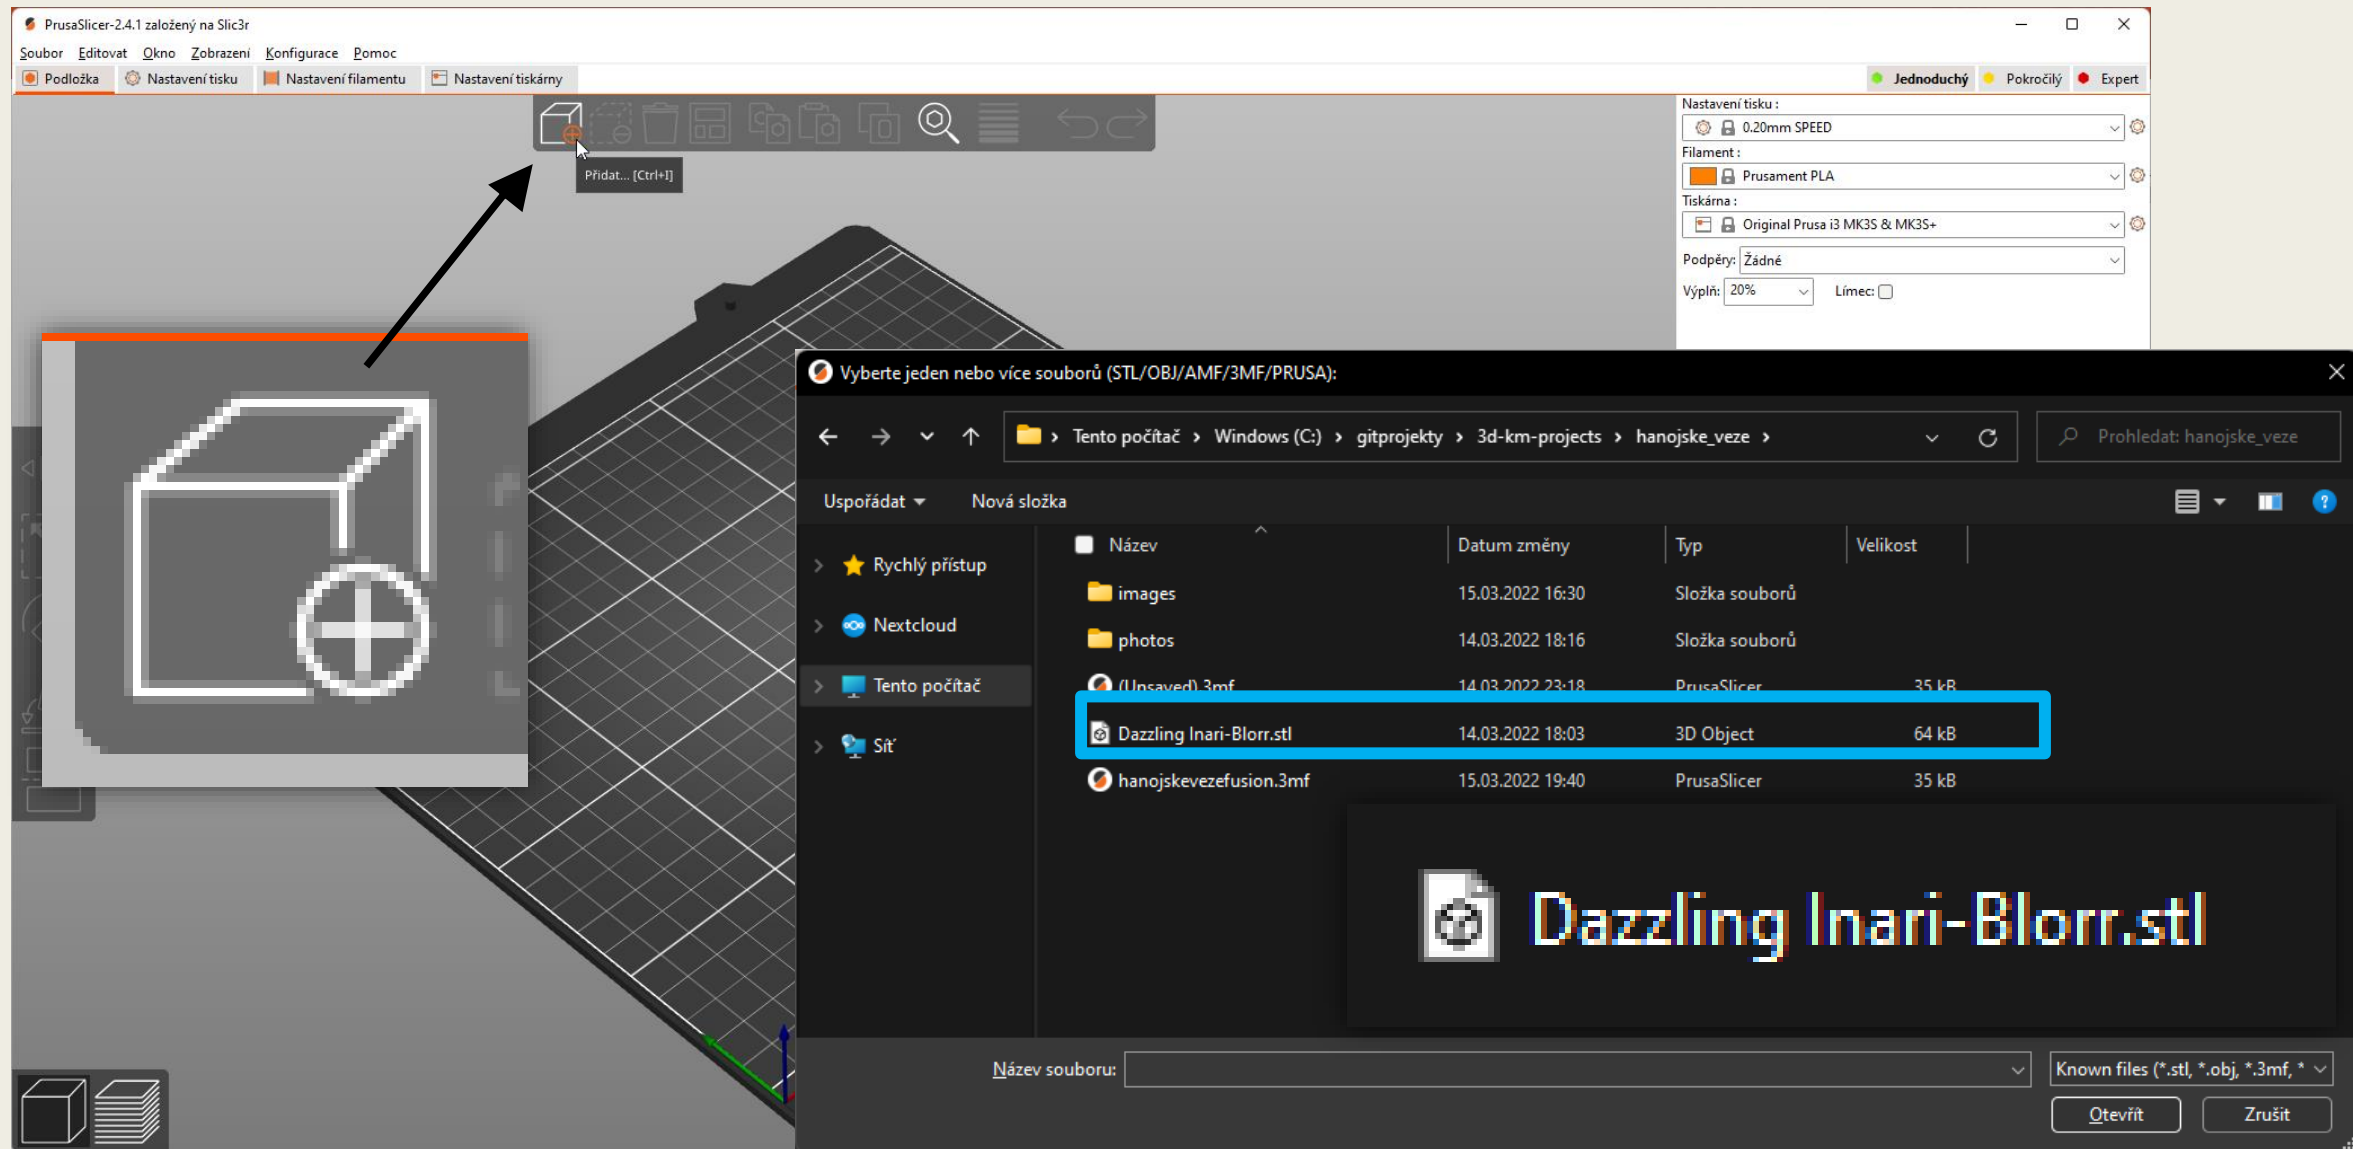 PrusaSlicer-2.4.1 založený na Slic3r
Soubor Editovat Okno Zobrazení Konfigurace Pomoc
Podložka Nastavení tisku Nastavení filamentu Nastavení tiskárny Jednoduchý Pokročilý Expert
Přidat... [Ctrl+I]
Nastavení tisku :
0.20mm SPEED
Filament :
Prusament PLA
Tiskárna :
Original Prusa i3 MK3S & MK3S+
Podpěry: Žádné
Výplň: 20% Límec:
Vyberte jeden nebo více souborů (STL/OBJ/AMF/3MF/PRUSA):
Tento počítač › Windows (C:) › gitprojekty › 3d-km-projects › hanojske_veze ›
Prohledat: hanojske_veze
Uspořádat Nová složka
Rychlý přístup
Nextcloud
Tento počítač
Síť
Název Datum změny Typ Velikost
images 15.03.2022 16:30 Složka souborů
photos 14.03.2022 18:16 Složka souborů
(Unsaved).3mf 14.03.2022 23:18 PrusaSlicer 35 kB
Dazzling Inari-Blorr.stl 14.03.2022 18:03 3D Object 64 kB
hanojskevezefusion.3mf 15.03.2022 19:40 PrusaSlicer 35 kB
Dazzling Inari-Blorr.stl
Název souboru:
Known files (*.stl, *.obj, *.3mf, *
Otevřít Zrušit